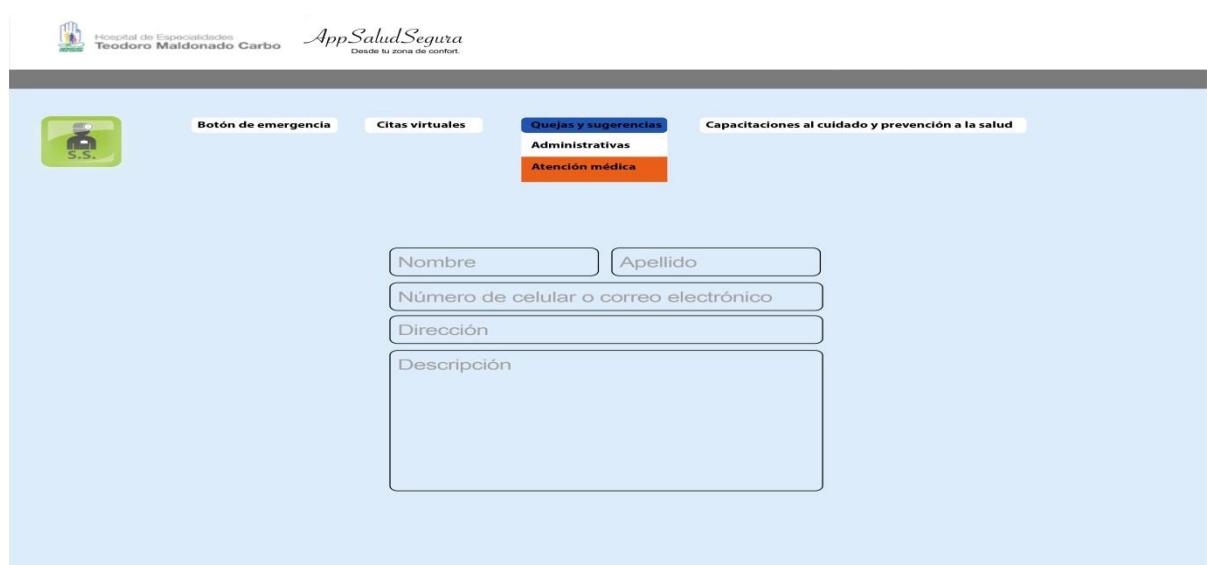 Hospital de Especialidades
Teodoro Maldonado Carbo
AppSaludSegura
Desde tu zona de confort.
S.S.
Botón de emergencia
Citas virtuales
Quejas y sugerencias
Capacitaciones al cuidado y prevención a la salud
Administrativas
Atención médica
Nombre
Apellido
Número de celular o correo electrónico
Dirección
Descripción